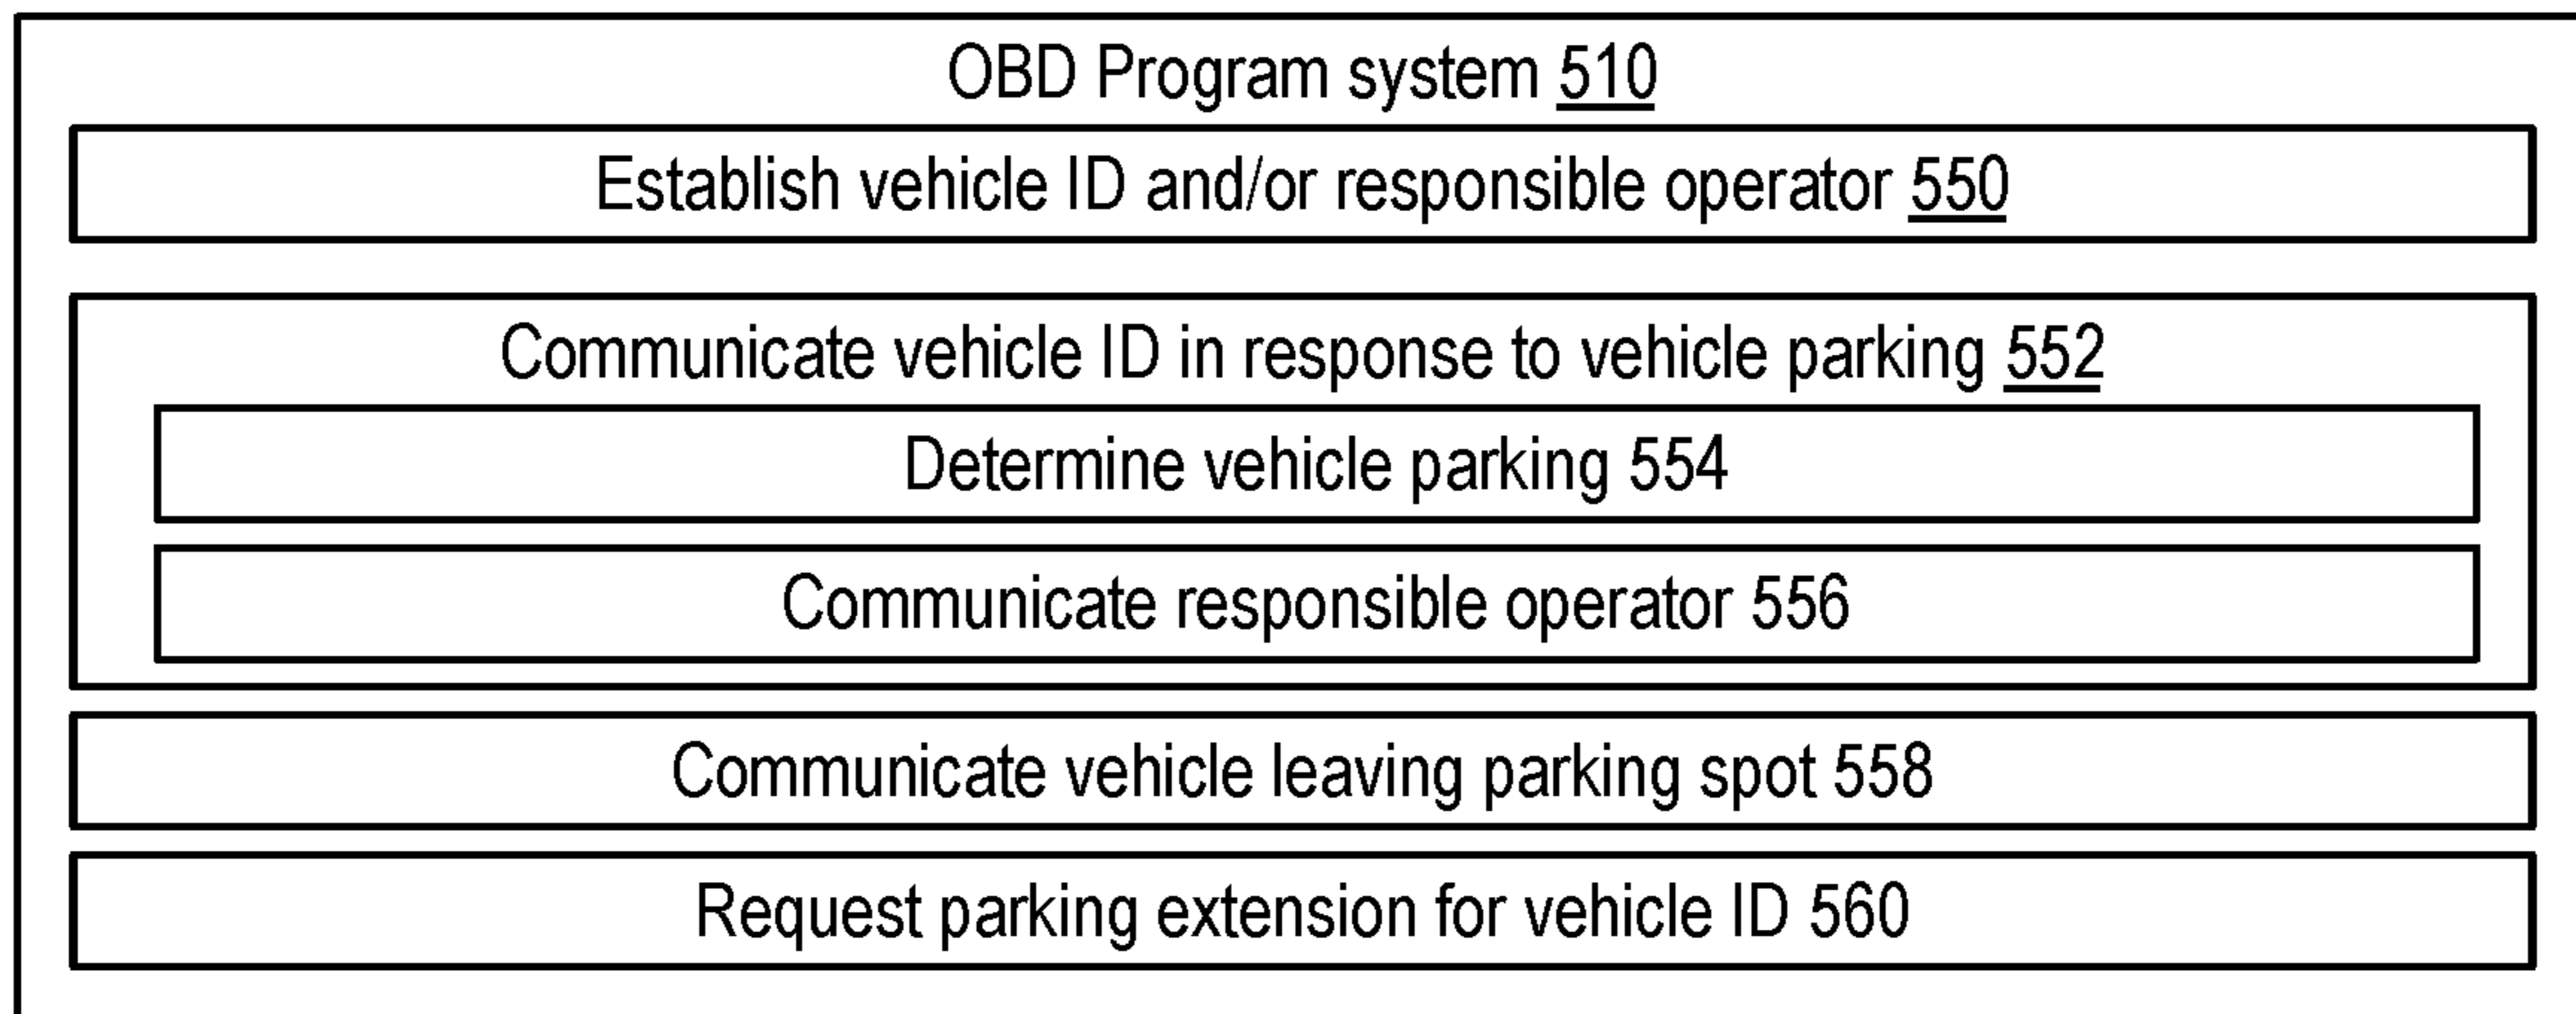 OBD Program system 510
Establish vehicle ID and/or responsible operator 550
Communicate vehicle ID in response to vehicle parking 552
Determine vehicle parking 554
Communicate responsible operator 556
Communicate vehicle leaving parking spot 558
Request parking extension for vehicle ID 560